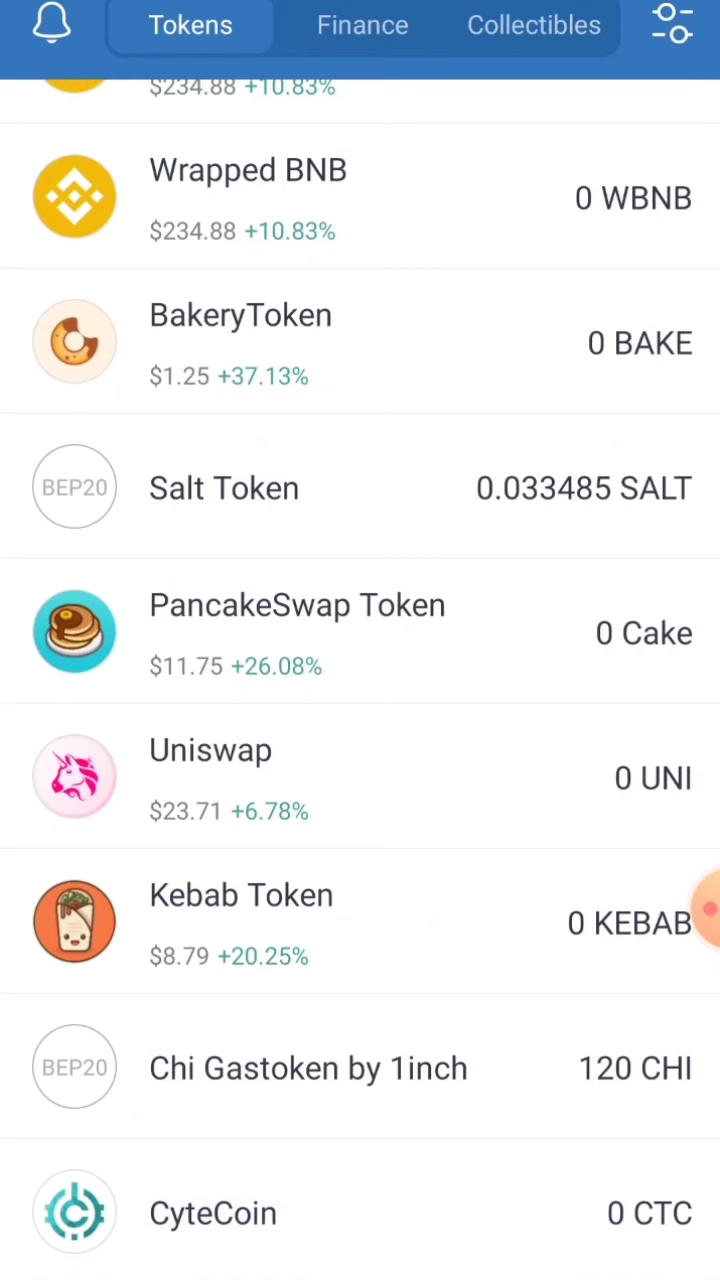 Tokens
Finance
Collectibles
$234.88 +10.83%
Wrapped BNB
0 WBNB
$234.88 +10.83%
BakeryToken
0 BAKE
$1.25 +37.13%
BEP20
Salt Token
0.033485 SALT
PancakeSwap Token
0 Cake
$11.75 +26.08%
Uniswap
0 UNI
$23.71 +6.78%
Kebab Token
0 KEBAB
$8.79 +20.25%
BEP20
Chi Gastoken by 1inch
120 CHI
CyteCoin
0 CTC